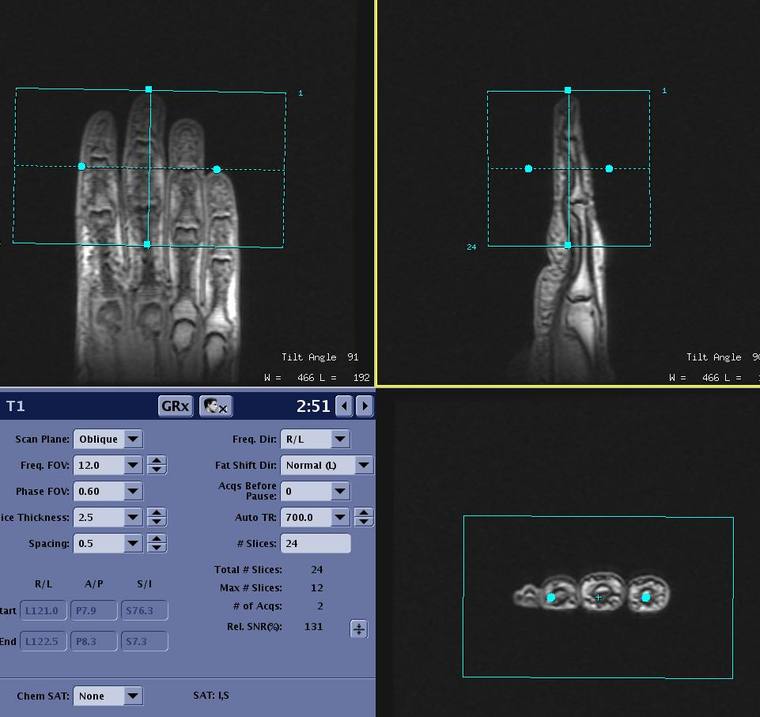 1
Tilt Angle 91
W = 466 L = 192
1
24
Tilt Angle
W = 466 L =
T1 GRx 2:51
Scan Plane: Oblique Freq. Dir: R/L
Freq. FOV: 12.0 Fat Shift Dir: Normal (L)
Phase FOV: 0.60 Acqs Before Pause: 0
ice Thickness: 2.5 Auto TR: 700.0
Spacing: 0.5 # Slices: 24
Total # Slices: 24
R/L A/P S/I Max # Slices: 12
tart L121.0 P7.9 S76.3 # of Acqs: 2
Rel. SNR(%): 131
End L122.5 P8.3 S7.3
Chem SAT: None SAT: I,S